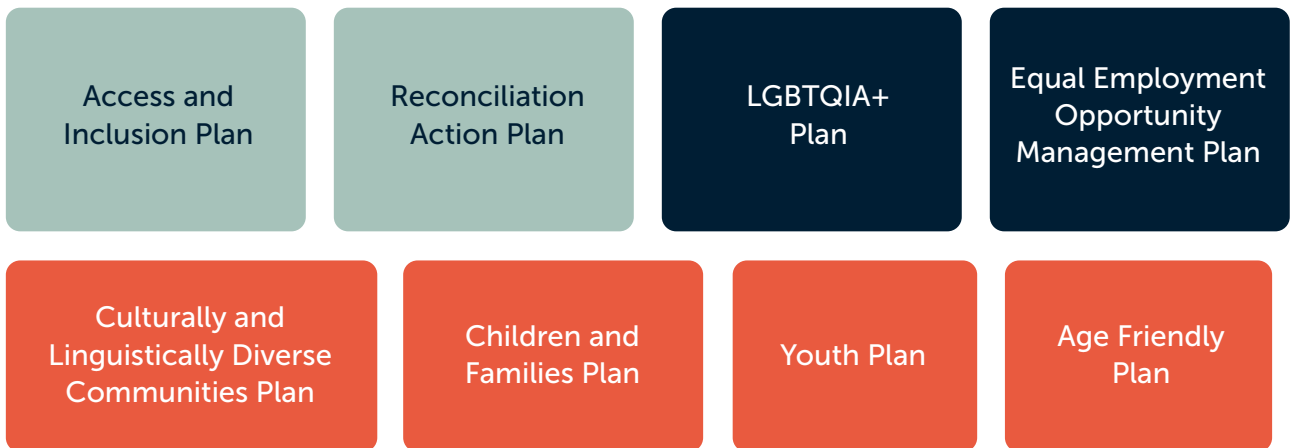 Access and
Inclusion Plan
Reconciliation
Action Plan
LGBTQIA+
Plan
Equal Employment
Opportunity
Management Plan
Culturally and
Linguistically Diverse
Communities Plan
Children and
Families Plan
Youth Plan
Age Friendly
Plan